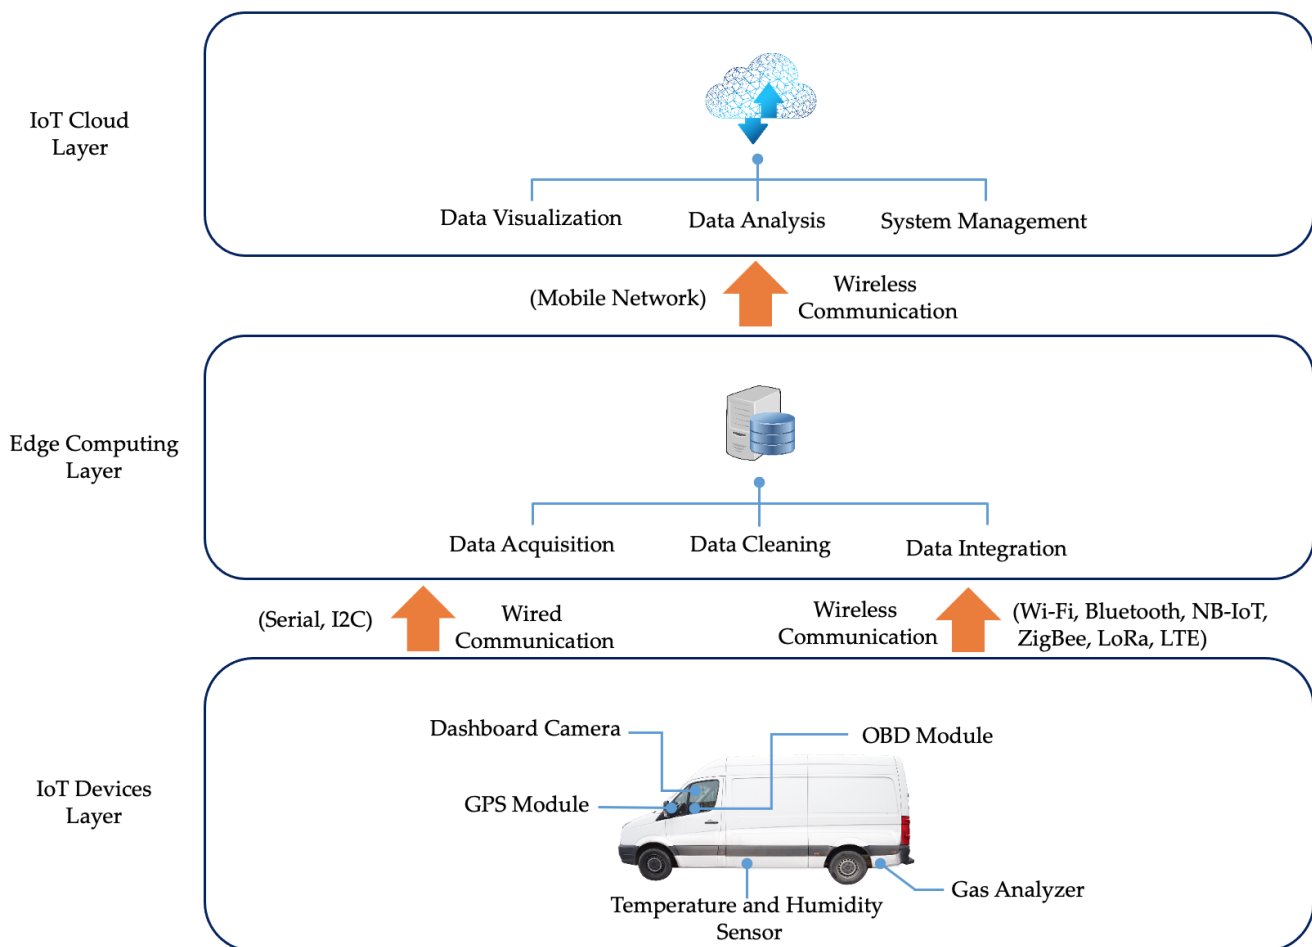 IoT Cloud
Layer
Data Visualization
Data Analysis
System Management
(Mobile Network)
Wireless
Communication
Edge Computing
Layer
Data Acquisition
Data Cleaning
Data Integration
(Serial, I2C)
Wired
Communication
Wireless
Communication
(Wi-Fi, Bluetooth, NB-IoT,
ZigBee, LoRa, LTE)
IoT Devices
Layer
Dashboard Camera
OBD Module
GPS Module
Gas Analyzer
Temperature and Humidity
Sensor